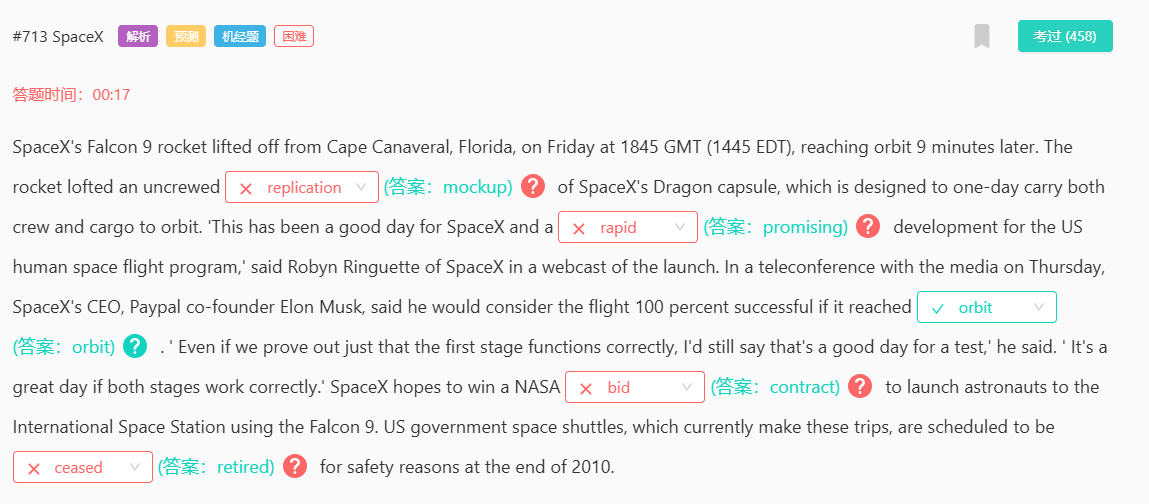 #713 SpaceX 解析 预测 机经题 困难 考过 (458)
答题时间：00:17
SpaceX's Falcon 9 rocket lifted off from Cape Canaveral, Florida, on Friday at 1845 GMT (1445 EDT), reaching orbit 9 minutes later. The
rocket lofted an uncrewed × replication (答案：mockup) ? of SpaceX's Dragon capsule, which is designed to one-day carry both
crew and cargo to orbit. 'This has been a good day for SpaceX and a × rapid (答案：promising) ? development for the US
human space flight program,' said Robyn Ringuette of SpaceX in a webcast of the launch. In a teleconference with the media on Thursday,
SpaceX's CEO, Paypal co-founder Elon Musk, said he would consider the flight 100 percent successful if it reached ✓ orbit
(答案：orbit) ? . ' Even if we prove out just that the first stage functions correctly, I'd still say that's a good day for a test,' he said. ' It's a
great day if both stages work correctly.' SpaceX hopes to win a NASA × bid (答案：contract) ? to launch astronauts to the
International Space Station using the Falcon 9. US government space shuttles, which currently make these trips, are scheduled to be
× ceased (答案：retired) ? for safety reasons at the end of 2010.